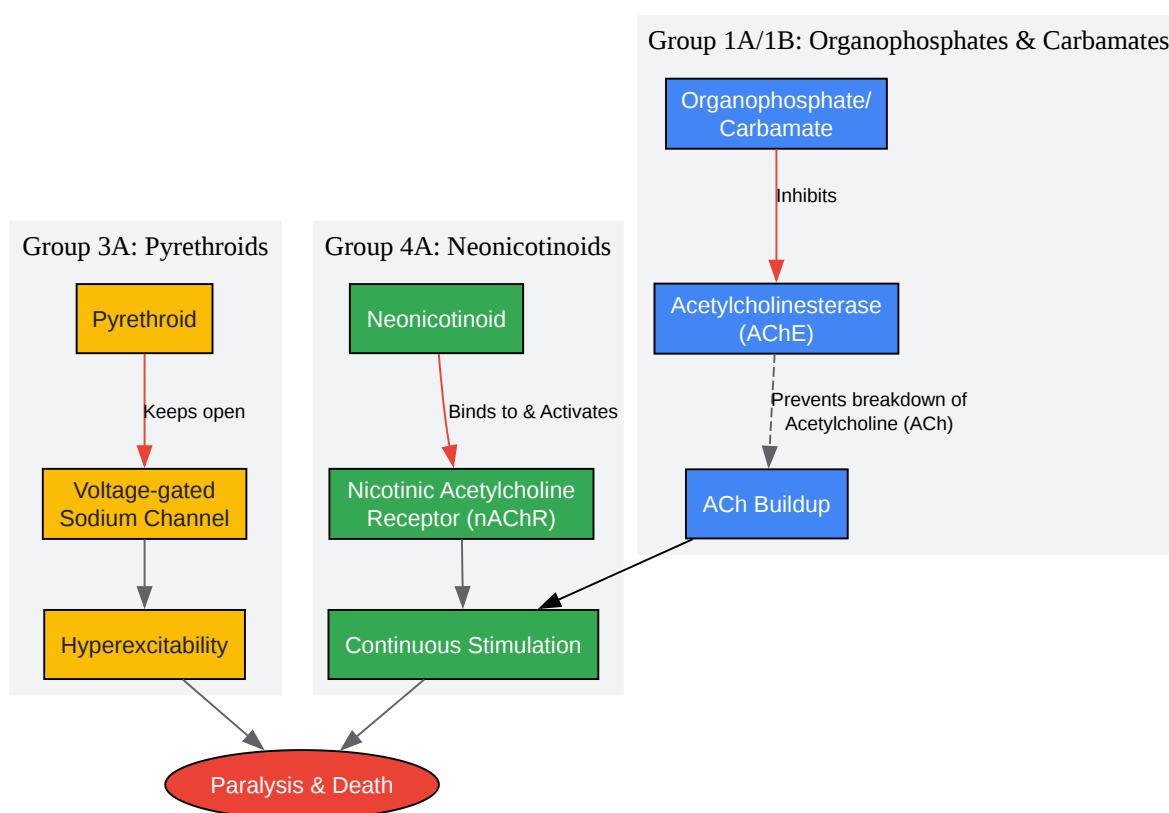 Group 1A/1B: Organophosphates & Carbamates
Organophosphate/
Carbamate
Inhibits
Group 3A: Pyrethroids
Group 4A: Neonicotinoids
Pyrethroid
Neonicotinoid
Acetylcholinesterase
(AChE)
Keeps open
Binds to & Activates
Prevents breakdown of
Acetylcholine (ACh)
Voltage-gated
Sodium Channel
Nicotinic Acetylcholine
Receptor (nAChR)
ACh Buildup
Hyperexcitability
Continuous Stimulation
Paralysis & Death